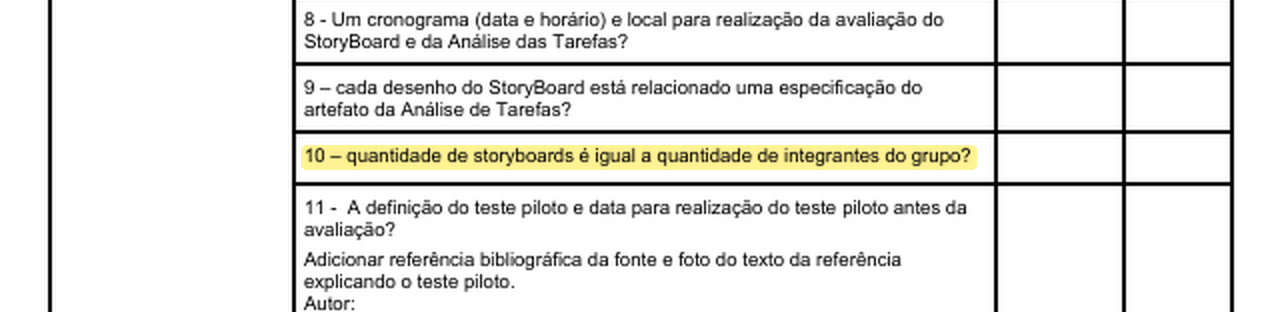 8 - Um cronograma (data e horário) e local para realização da avaliação do
StoryBoard e da Análise das Tarefas?
9 – cada desenho do StoryBoard está relacionado uma especificação do
artefato da Análise de Tarefas?
10 – quantidade de storyboards é igual a quantidade de integrantes do grupo?
11 - A definição do teste piloto e data para realização do teste piloto antes da
avaliação?
Adicionar referência bibliográfica da fonte e foto do texto da referência
explicando o teste piloto.
Autor: